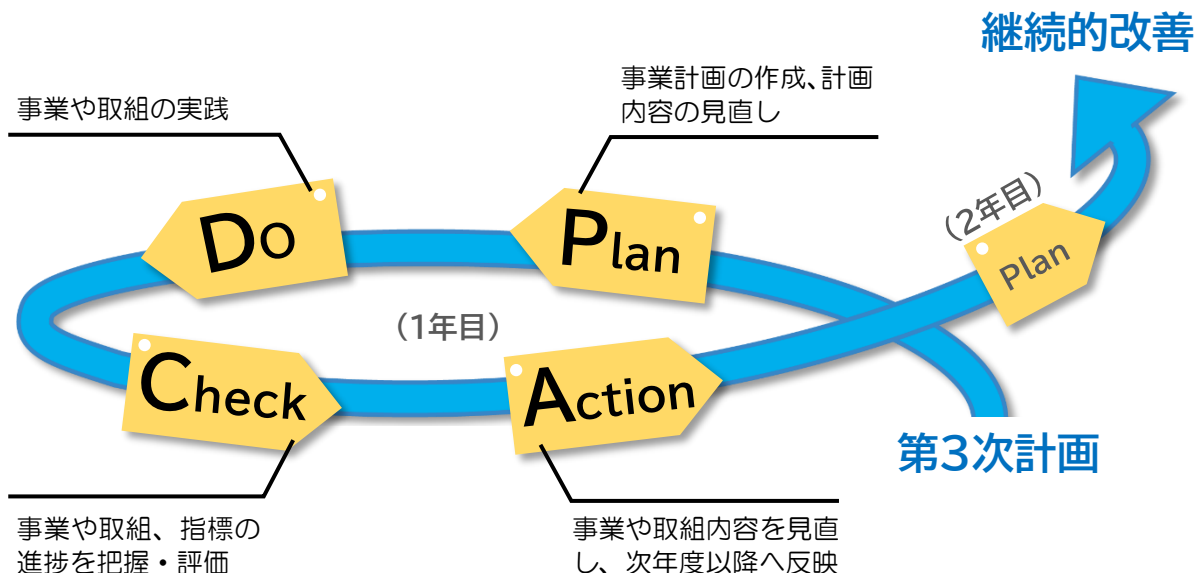 継続的改善
事業計画の作成、計画
内容の見直し
事業や取組の実践
(2年目)
Do
Plan
Plan
(1年目)
Check
Action
第3次計画
事業や取組、指標の
進捗を把握・評価
事業や取組内容を見直
し、次年度以降へ反映